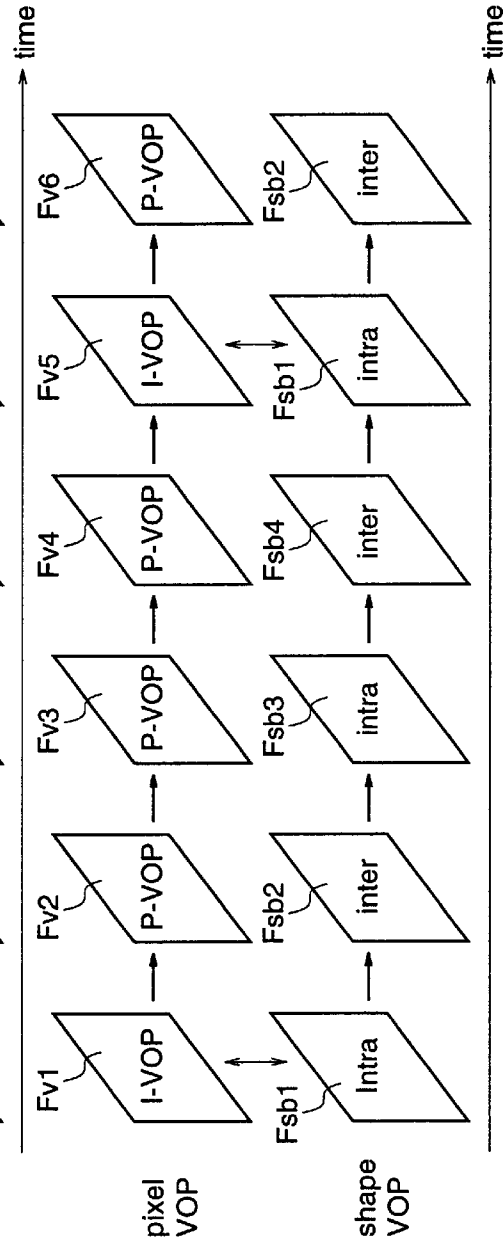 time
Fv1 Fv2 Fv3 Fv4 Fv5 Fv6
pixel VOP
I-VOP P-VOP P-VOP P-VOP I-VOP P-VOP
Fsb1 Fsb2 Fsb3 Fsb4 Fsb1 Fsb2
shape VOP
Intra inter intra inter intra inter
time